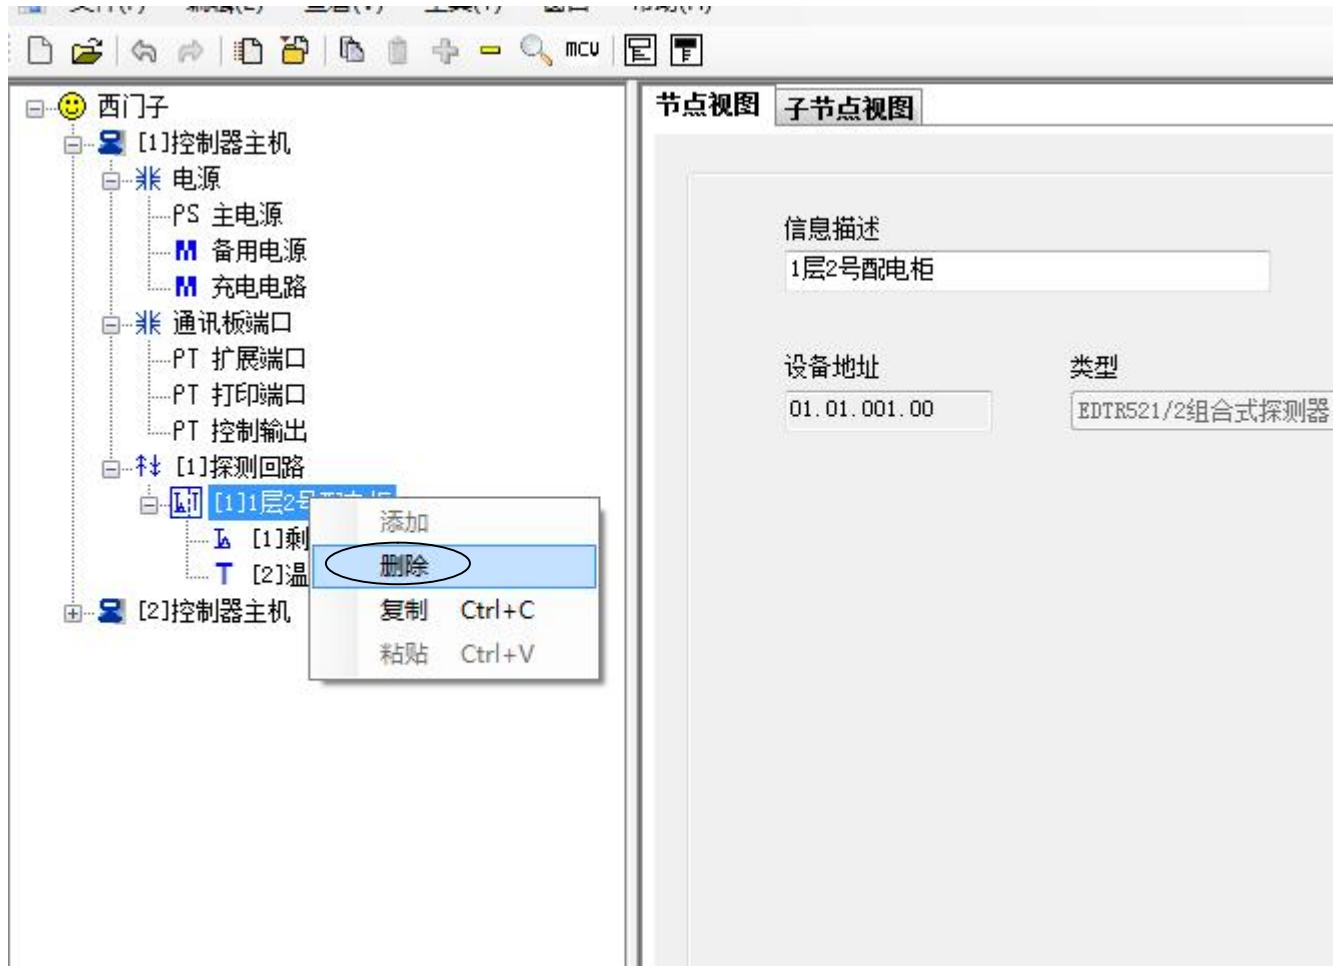 mcu
西门子
[1]控制器主机
电源
PS 主电源
M 备用电源
M 充电电路
通讯板端口
PT 扩展端口
PT 打印端口
PT 控制输出
[1]探测回路
[1]1层2号
[1]剩
T [2]温
[2]控制器主机
添加
删除
复制 Ctrl+C
粘贴 Ctrl+V
节点视图 子节点视图
信息描述
1层2号配电柜
设备地址 类型
01.01.001.00 EDTR521/2组合式探测器